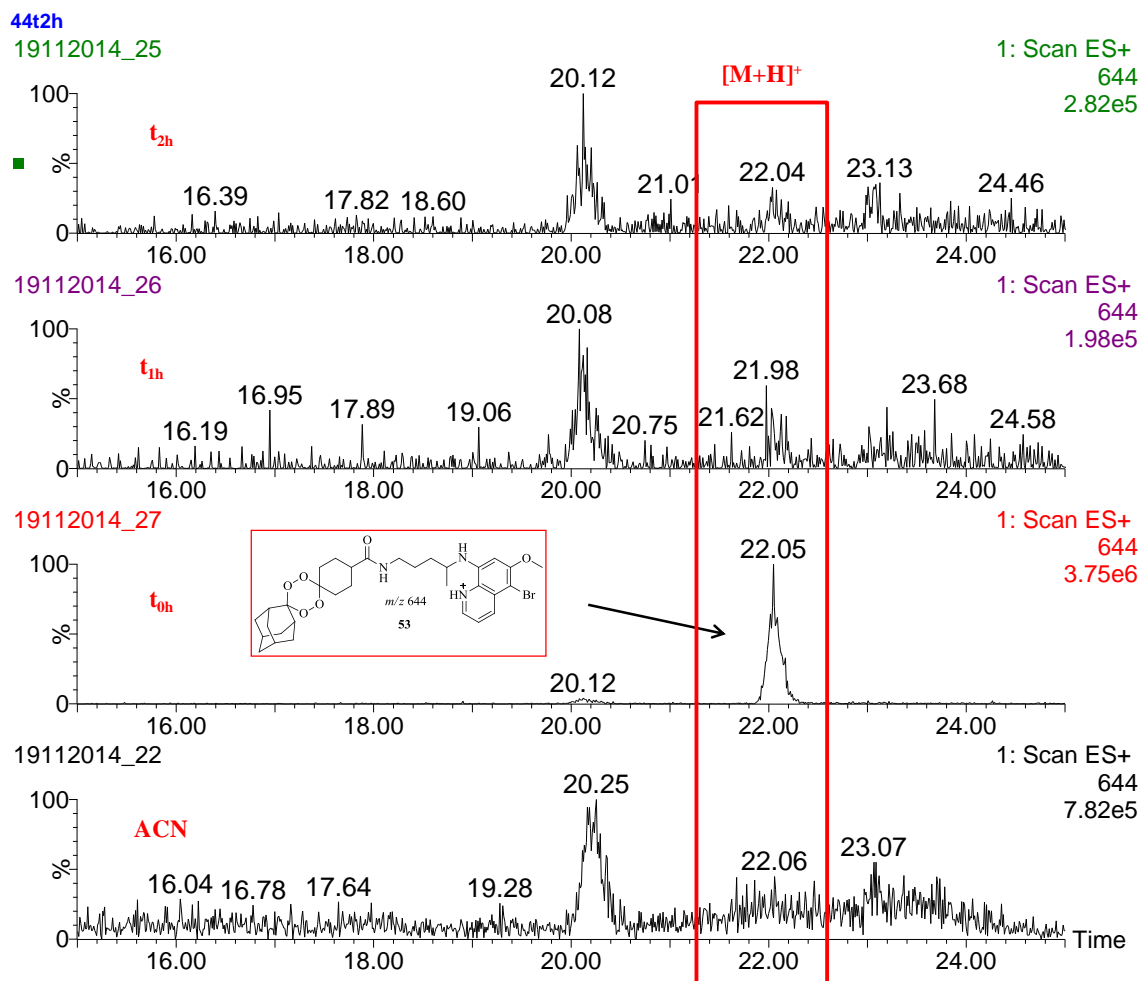 44t2h
19112014_25
1: Scan ES+
644
2.82e5
[M+H]+
t2h
%
100
0
16.39
17.82
18.60
20.12
21.01
22.04
23.13
24.46
16.00 18.00 20.00 22.00 24.00
19112014_26
1: Scan ES+
644
1.98e5
t1h
%
100
0
16.19
16.95
17.89
19.06
20.08
20.75
21.62
21.98
23.68
24.58
16.00 18.00 20.00 22.00 24.00
19112014_27
1: Scan ES+
644
3.75e6
t0h
%
100
0
O
N
H
H
N
O
O
O
O
O
N
H
+
Br
m/z 644
53
20.12
22.05
16.00 18.00 20.00 22.00 24.00
19112014_22
1: Scan ES+
644
7.82e5
ACN
%
100
0
16.04
16.78
17.64
19.28
20.25
22.06
23.07
16.00 18.00 20.00 22.00 24.00
Time